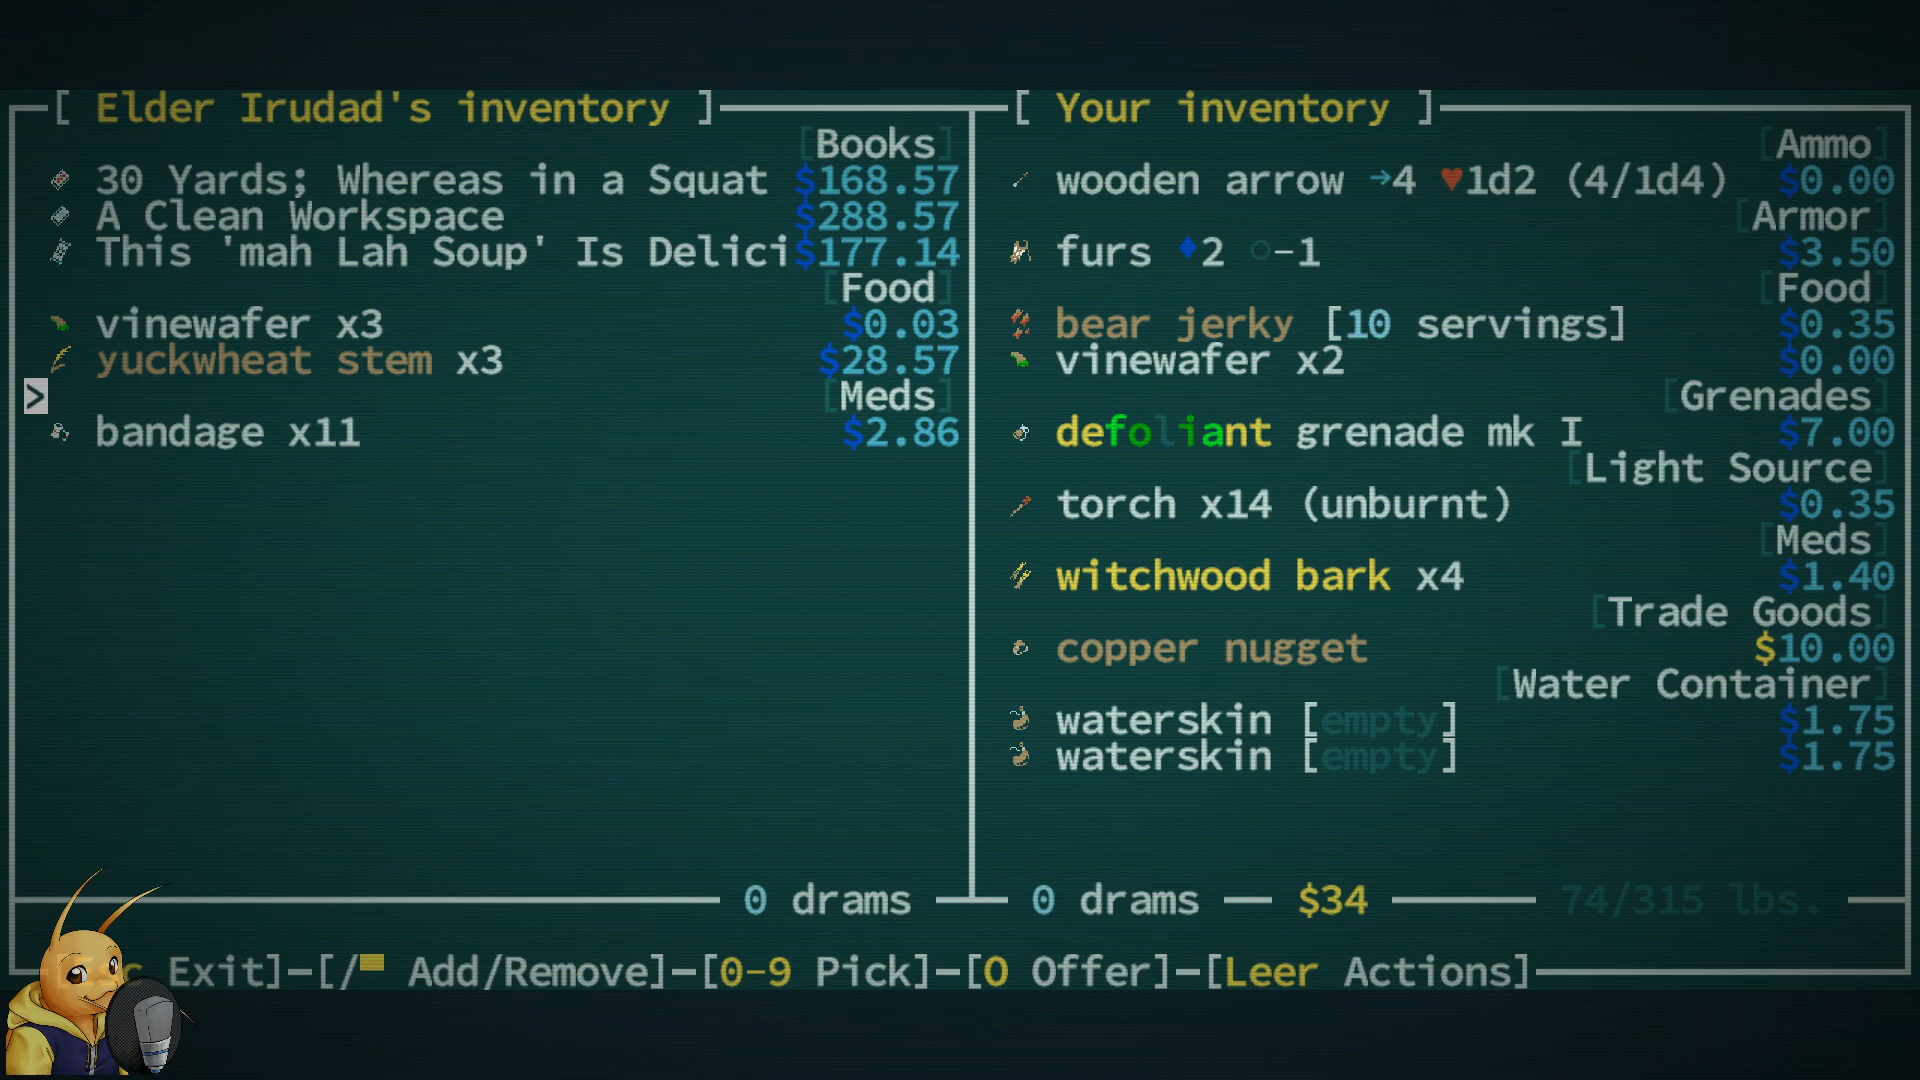 [ Elder Irudad's inventory ]
[Books]
30 Yards; Whereas in a Squat $168.57
A Clean Workspace $288.57
This 'mah Lah Soup' Is Delici $177.14
[Food]
vinewafer x3 $0.03
yuckwheat stem x3 $28.57
> [Meds]
bandage x11 $2.86
0 drams
[ Your inventory ]
[Ammo]
wooden arrow →4 ♥1d2 (4/1d4) $0.00
[Armor]
furs ♦2 ○-1 $3.50
[Food]
bear jerky [10 servings] $0.35
vinewafer x2 $0.00
[Grenades]
defoliant grenade mk I $7.00
[Light Source]
torch x14 (unburnt) $0.35
[Meds]
witchwood bark x4 $1.40
[Trade Goods]
copper nugget $10.00
[Water Container]
waterskin [empty] $1.75
waterskin [empty] $1.75
0 drams $34 74/315 lbs.
Exit]-[/ Add/Remove]-[0-9 Pick]-[O Offer]-[Leer Actions]